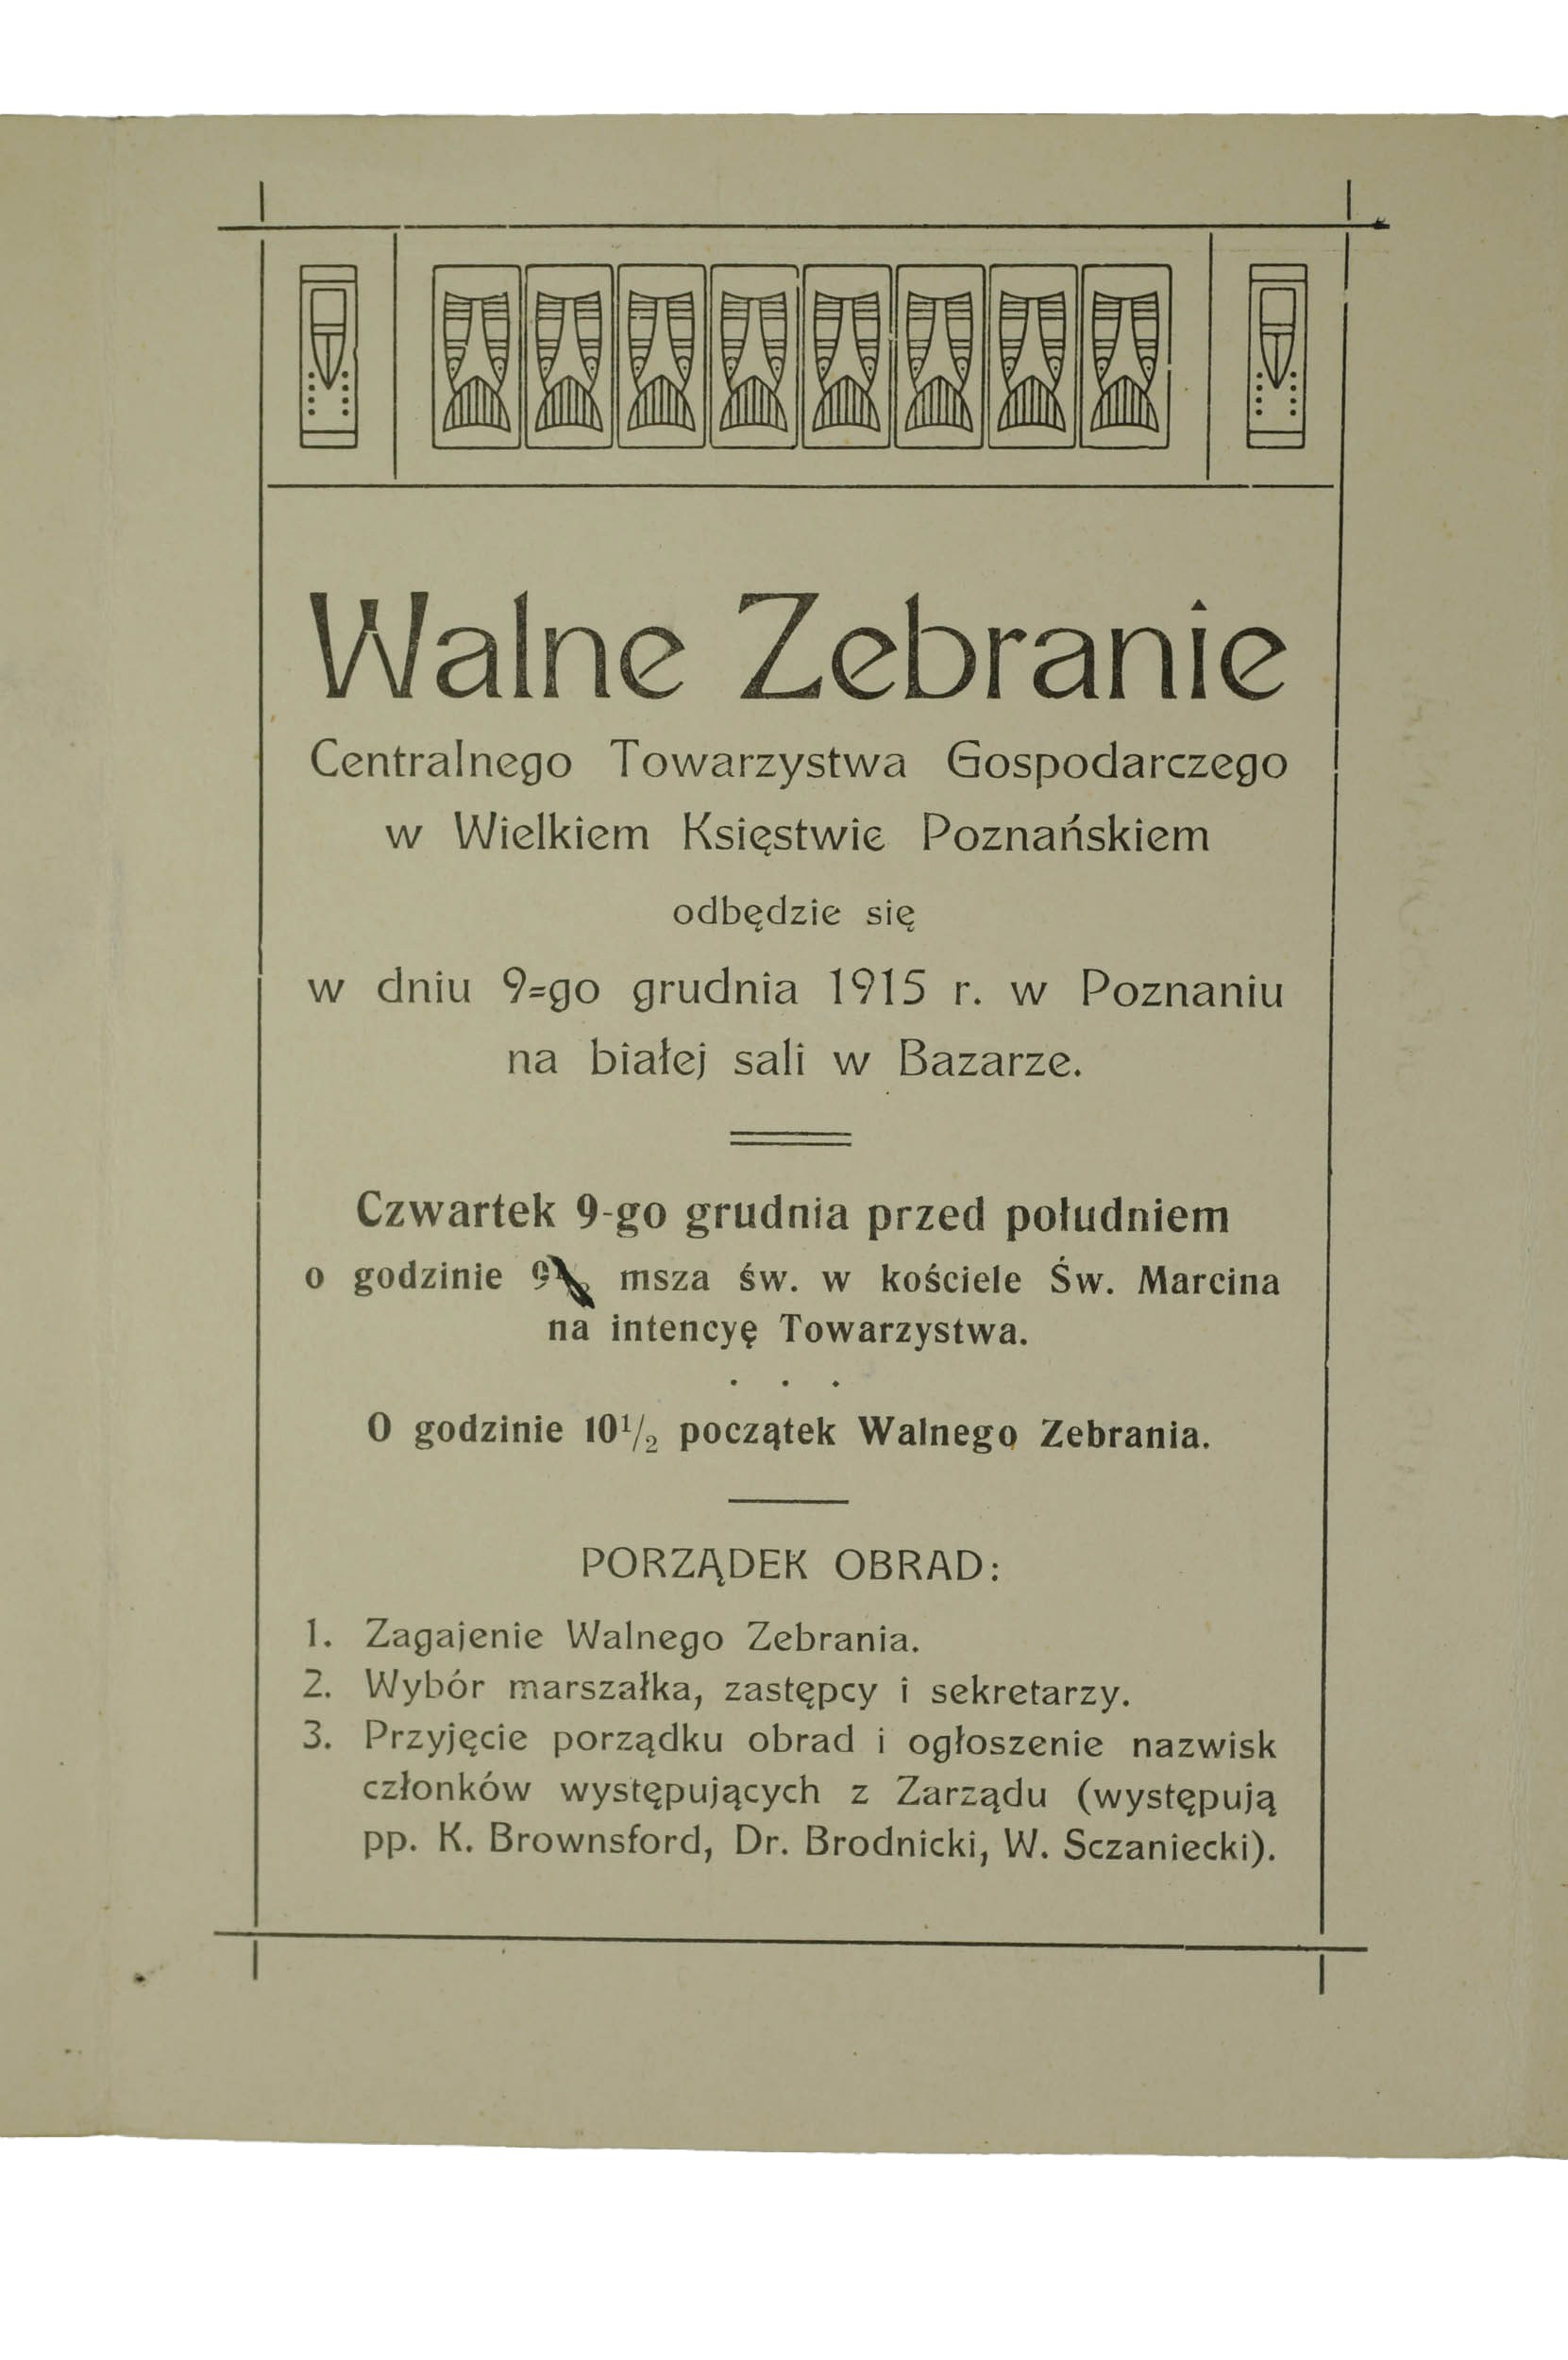 Walne Zebranie
Centralnego Towarzystwa Gospodarczego
w Wielkiem Księstwie Poznańskiem
odbędzie się
w dniu 9=go grudnia 1915 r. w Poznaniu
na białej sali w Bazarze.
Czwartek 9-go grudnia przed południem
o godzinie 9 msza św. w kościele Św. Marcina
na intencyę Towarzystwa.
. . .
O godzinie 10¹/₂ początek Walnego Zebrania.
PORZĄDEK OBRAD:
1. Zagajenie Walnego Zebrania.
2. Wybór marszałka, zastępcy i sekretarzy.
3. Przyjęcie porządku obrad i ogłoszenie nazwisk
członków występujących z Zarządu (występują
pp. K. Brownsford, Dr. Brodnicki, W. Sczaniecki).